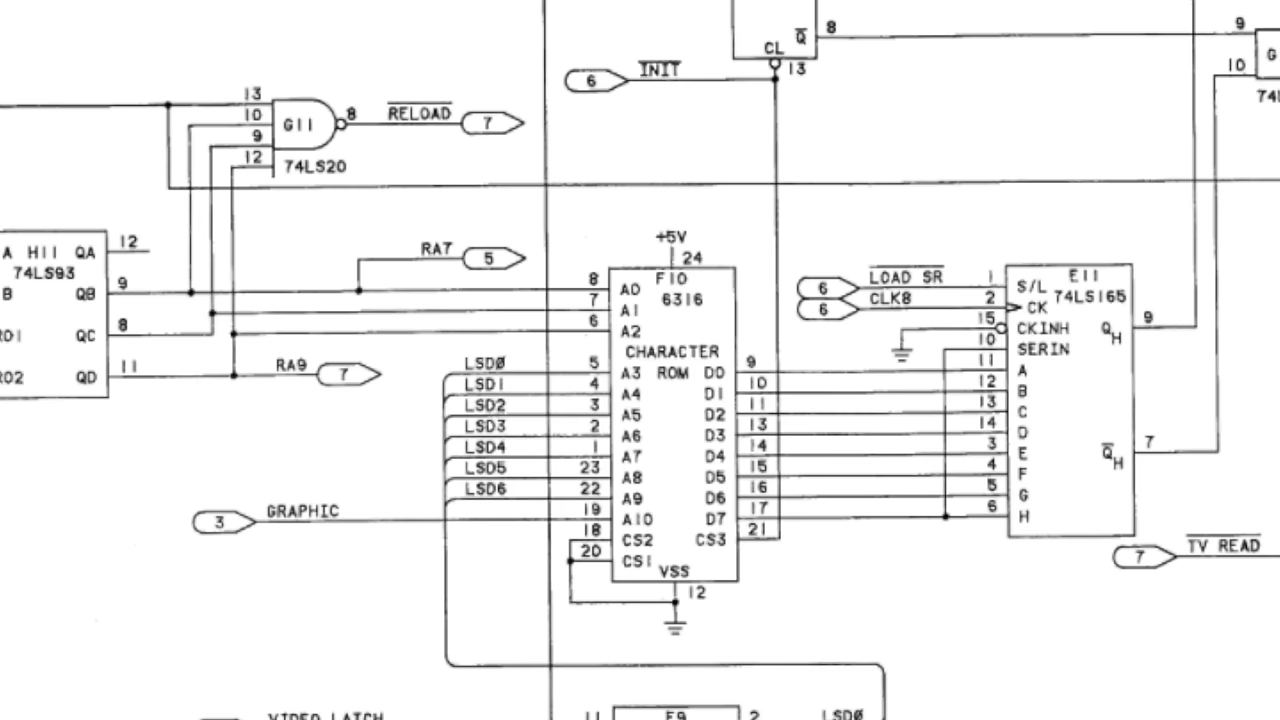 Q 8
CL
13
6 INIT
9
10
G
74L
13
10
9
12
G11
74LS20
8 RELOAD 7
A H11 QA 12
74LS93
B QB 9
QC 8
RO2 QD 11
RA7 5
RA9 7
+5V
24
F10
6316
CHARACTER
ROM
8 A0
7 A1
6 A2
LSDØ 5 A3 D0 9
LSD1 4 A4 D1 10
LSD2 3 A5 D2 11
LSD3 2 A6 D3 13
LSD4 1 A7 D4 14
LSD5 23 A8 D5 15
LSD6 22 A9 D6 16
3 GRAPHIC 19 A10 D7 17
18 CS2 CS3 21
20 CS1
VSS
12
6 LOAD SR 1 S/L
6 CLK8 2 CK
E11
74LS165
15 CKINH
10 SERIN
11 A
12 B
13 C
14 D
3 E
4 F
5 G
6 H
QH 9
QH 7
7 TV READ
VIDEO LATCH
11 F9 2 LSDØ